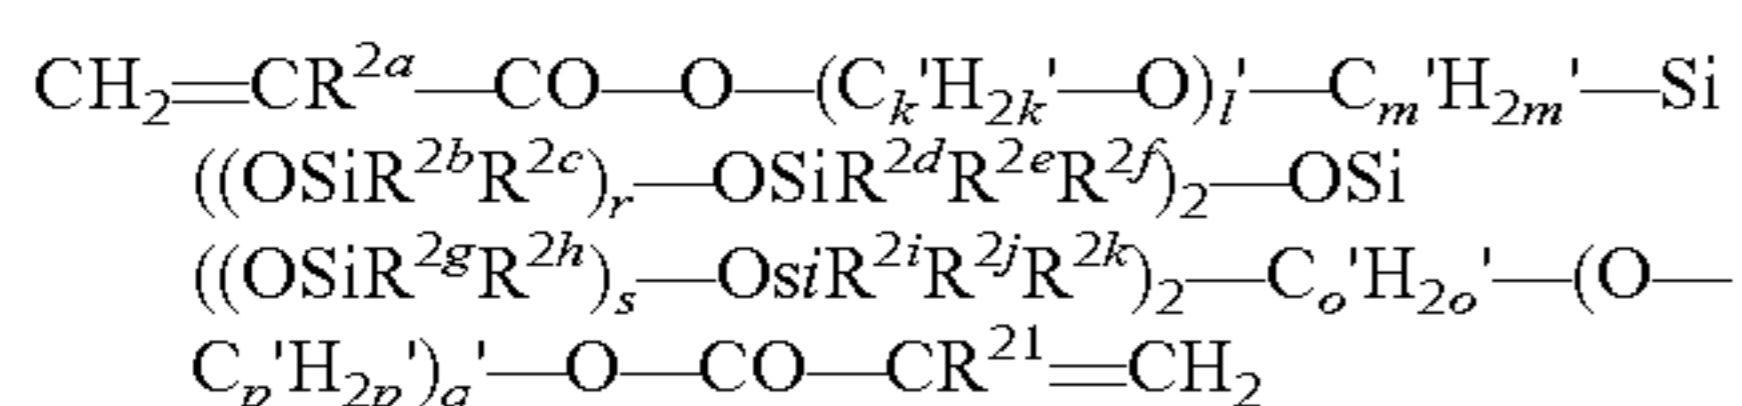 CH₂=CR²ᵃ—CO—O—(Cₖ'H₂ₖ'—O)ₗ'—Cₘ'H₂ₘ'—Si
((OSiR²ᵇR²ᶜ)ᵣ—OSiR²ᵈR²ᵉR²ᶠ)₂—OSi
((OSiR²ᵍR²ʰ)ₛ—OsiR²ⁱR²ʲR²ᵏ)₂—Cₒ'H₂ₒ'—(O—
Cₚ'H₂ₚ')q'—O—CO—CR²¹=CH₂